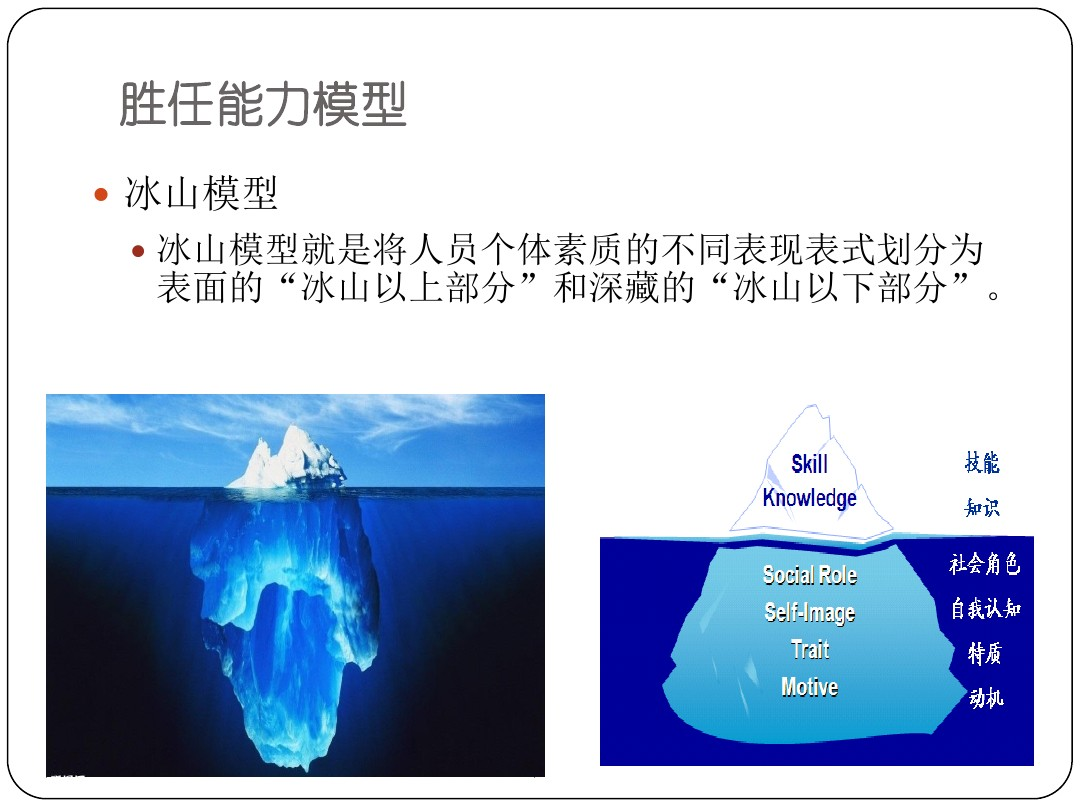 胜任能力模型
冰山模型
冰山模型就是将人员个体素质的不同表现表式划分为
表面的“冰山以上部分”和深藏的“冰山以下部分”。
Skill
技能
Knowledge
知识
Social Role
社会角色
Self-Image
自我认知
Trait
特质
Motive
动机